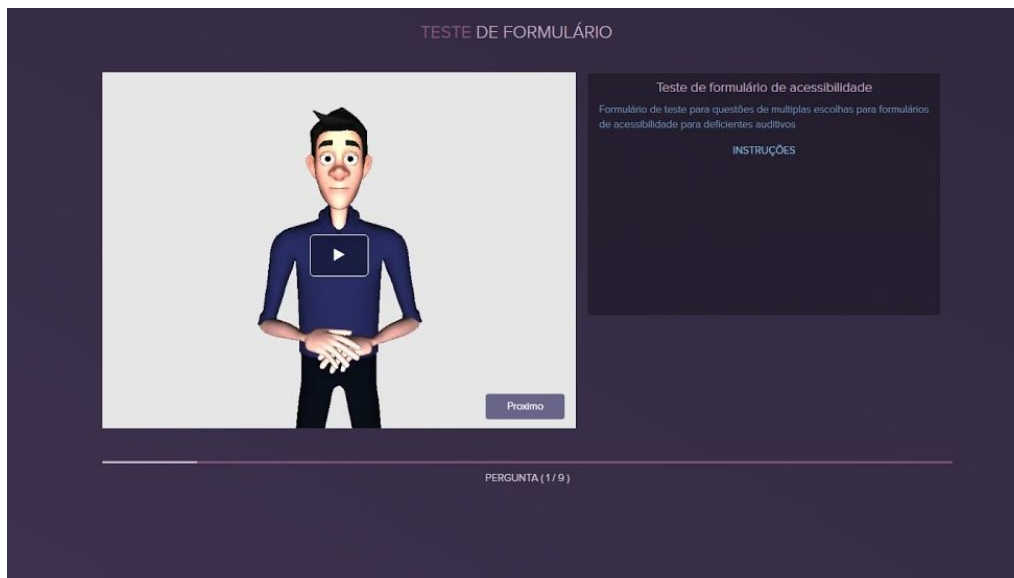 TESTE DE FORMULÁRIO
Teste de formulário de acessibilidade
Formulário de teste para questões de multiplas escolhas para formulários
de acessibilidade para deficientes auditivos
INSTRUÇÕES
Proximo
PERGUNTA ( 1 / 9 )